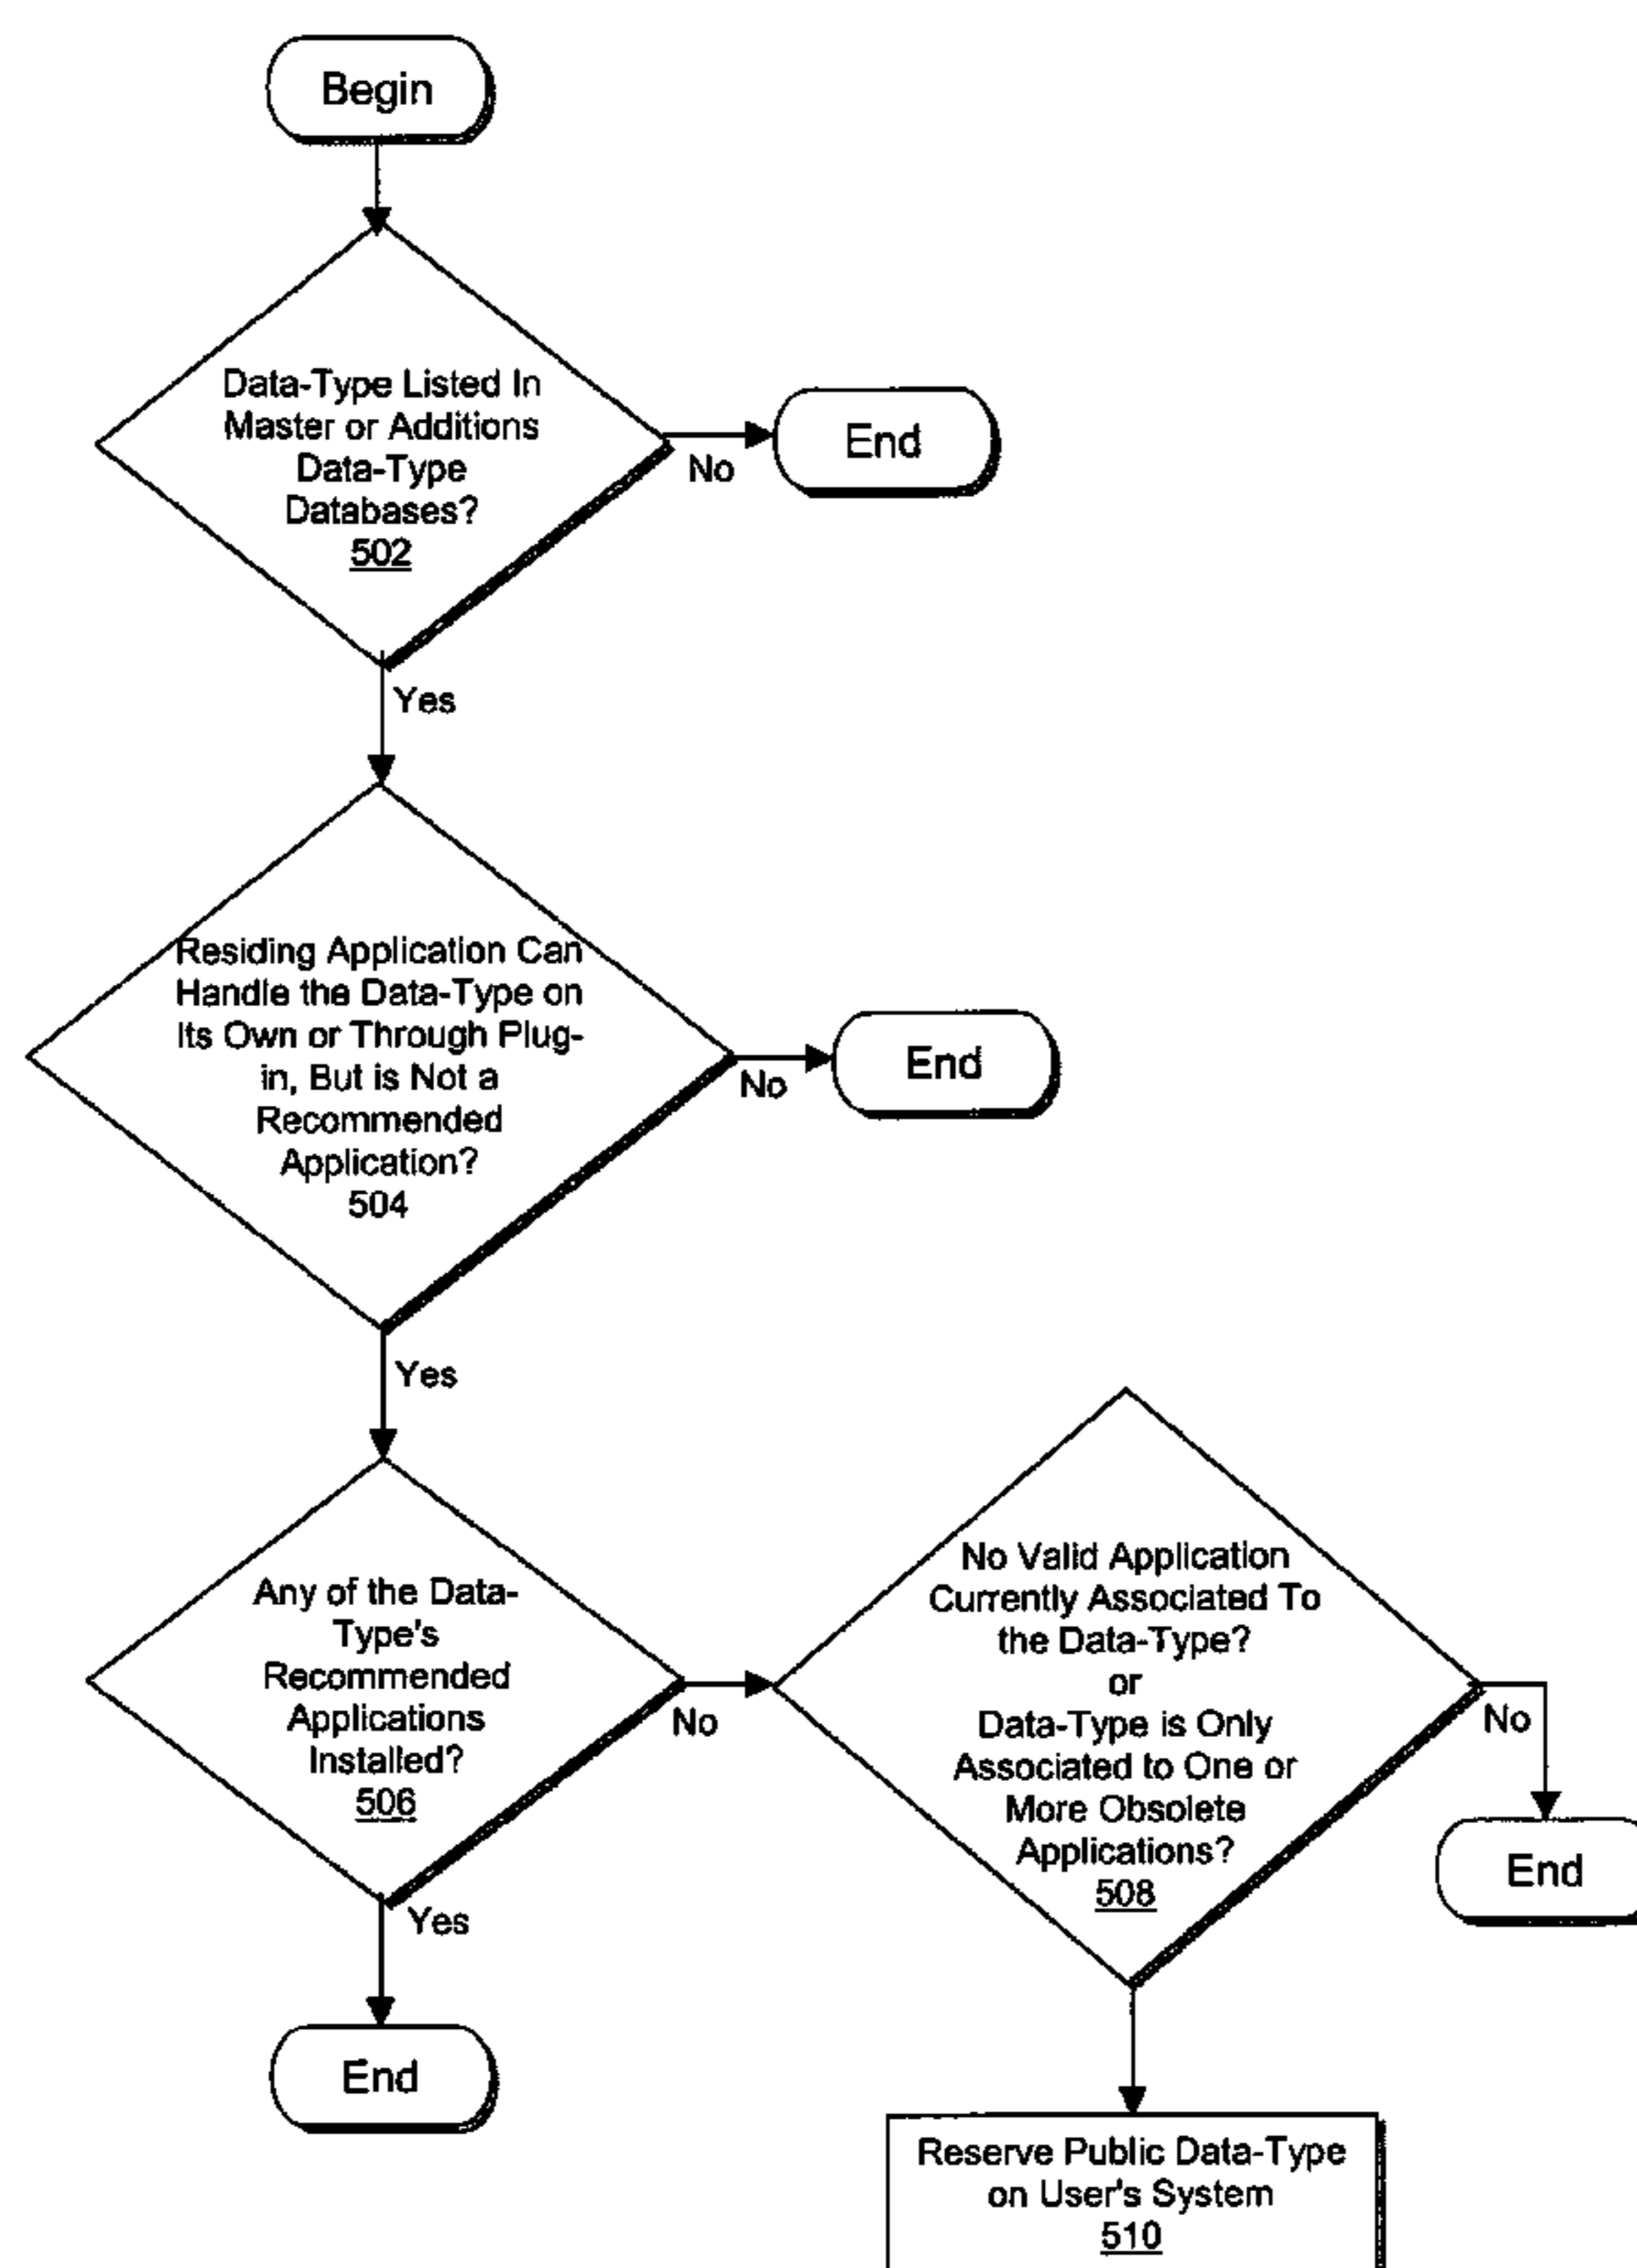 Begin
Data-Type Listed In
Master or Additions
Data-Type
Databases?
502
No
End
Yes
Residing Application Can
Handle the Data-Type on
Its Own or Through Plug-
in, But is Not a
Recommended
Application?
504
No
End
Yes
Any of the Data-
Type's
Recommended
Applications
Installed?
506
No
Yes
End
No Valid Application
Currently Associated To
the Data-Type?
or
Data-Type is Only
Associated to One or
More Obsolete
Applications?
508
No
End
Reserve Public Data-Type
on User's System
510